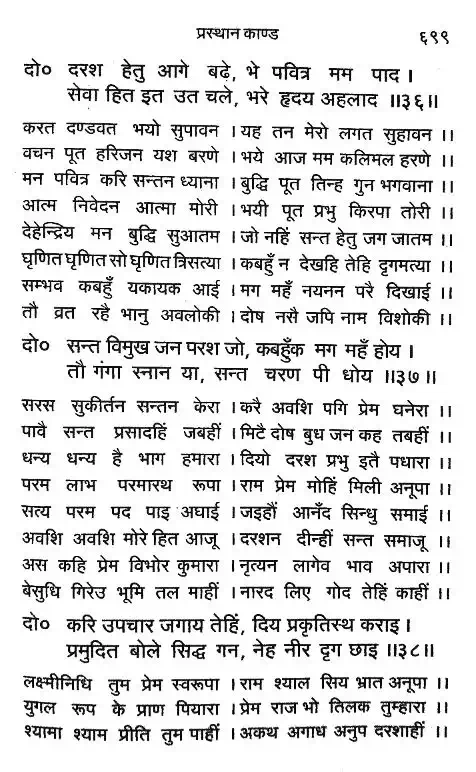 प्रस्थान काण्ड ६९९
दो० दरश हेतु आगे बढ़े, भे पवित्र मम पाद ।
सेवा हित इत उत चले, भरे हृदय अहलाद ॥३६॥
करत दण्डवत भयो सुपावन । यह तन मेरो लगत सुहावन ।।
वचन पूत हरिजन यश बरणे । भये आज मम कलिमल हरणे ।।
मन पवित्र करि सन्तन ध्याना । बुद्धि पूत तिन्ह गुन भगवाना ।।
आत्म निवेदन आत्मा मोरी । भयी पूत प्रभु किरपा तोरी ।।
देहेन्द्रिय मन बुद्धि सुआतम । जो नहिं सन्त हेतु जग जातम ।।
घृणित घृणित सो घृणित त्रिसत्या । कबहुँ न देखहि तेहि दृगमत्या ।।
सम्भव कबहुँ यकायक आई । मग महँ नयनन परै दिखाई ।।
तौ व्रत रहै भानु अवलोकी । दोष नसै जपि नाम विशोकी ।।
दो० सन्त विमुख जन परश जो, कबहुँक मग महँ होय ।
तौ गंगा स्नान या, सन्त चरण पी धोय ॥३७॥
सरस सुकीर्तन सन्तन केरा । करै अवशि पगि प्रेम घनेरा ।।
पावै सन्त प्रसादहिं जबहीं । मिटै दोष बुध जन कह तबहीं ।।
धन्य धन्य है भाग हमारा । दियो दरश प्रभु इतै पधारा ।।
परम लाभ परमारथ रूपा । राम प्रेम मोहिं मिली अनूपा ।।
सत्य परम पद पाइ अघाई । जइहौं आनँद सिन्धु समाई ।।
अवशि अवशि मोरे हित आजू । दरशन दीन्हीं सन्त समाजू ।।
अस कहि प्रेम विभोर कुमारा । नृत्यन लागेव भाव अपारा ।।
बेसुधि गिरेउ भूमि तल माहीं । नारद लिए गोद तेहिं काहीं ।।
दो० करि उपचार जगाय तेहिं, दिय प्रकृतिस्थ कराइ ।
प्रमुदित बोले सिद्ध गन, नेह नीर दृग छाइ ॥३८॥
लक्ष्मीनिधि तुम प्रेम स्वरूपा । राम श्याल सिय भ्रात अनूपा ।।
युगल रूप के प्राण पियारा । प्रेम राज भो तिलक तुम्हारा ।।
श्यामा श्याम प्रीति तुम पाहीं । अकथ अगाध अनुप दरशाहीं ।।